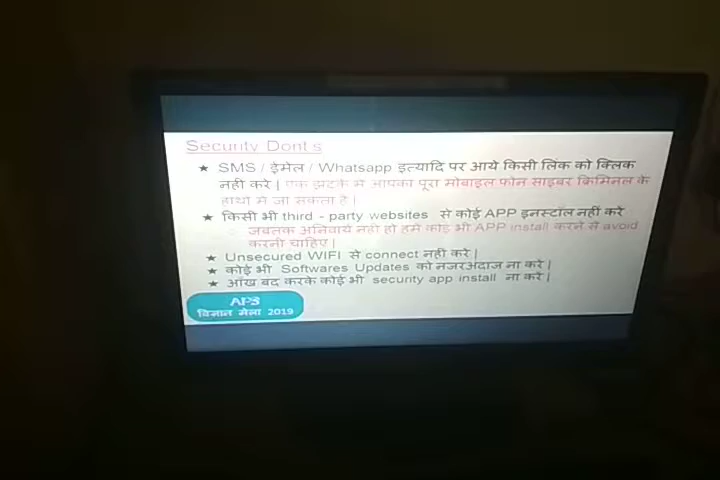 Security Dont s
★ SMS / ईमेल / Whatsapp इत्यादि पर आये किसी लिंक को क्लिक
नही करे | एक झटके मे आपका पूरा मोबाइल फोन साइबर क्रिमिनल के
हाथो मे जा सकता है |
★ किसी भी third - party websites से कोई APP इनस्टॉल नहीं करे
जबतक अनिवार्य नहो हो हमे कोई भी APP install करने से avoid
करनी चाहिए |
★ Unsecured WIFI से connect नही करे |
★ कोई भी Softwares Updates को नजरअंदाज ना करे |
★ आँख बंद करके कोई भी security app install ना करे |
APS
विज्ञान मेला 2019